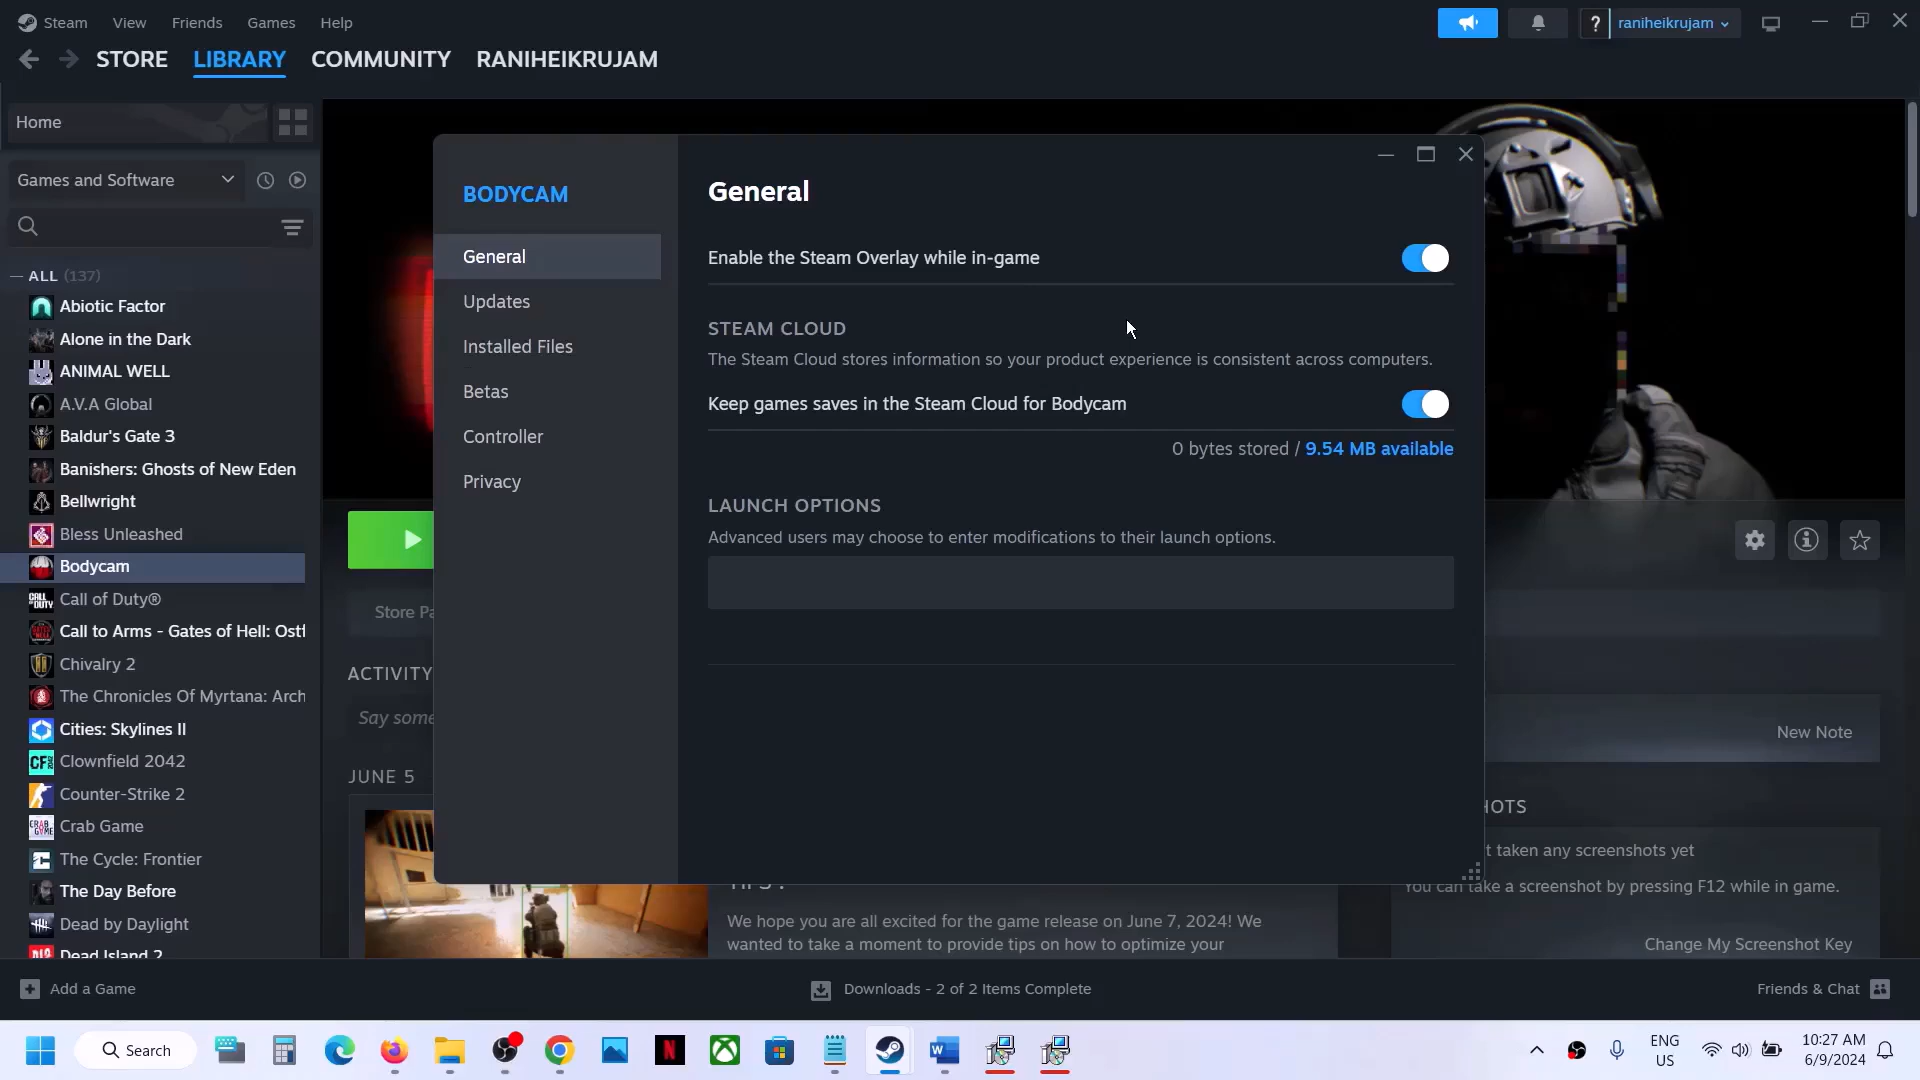 Steam View Friends Games Help
? raniheikrujam
STORE LIBRARY COMMUNITY RANIHEIKRUJAM
Home
Games and Software
ALL (137)
Abiotic Factor
Alone in the Dark
ANIMAL WELL
A.V.A Global
Baldur's Gate 3
Banishers: Ghosts of New Eden
Bellwright
Bless Unleashed
Bodycam
Call of Duty®
Call to Arms - Gates of Hell: Ostf
Chivalry 2
The Chronicles Of Myrtana: Arch
Cities: Skylines II
Clownfield 2042
Counter-Strike 2
Crab Game
The Cycle: Frontier
The Day Before
Dead by Daylight
Dead Island 2
BODYCAM
General
Updates
Installed Files
Betas
Controller
Privacy
General
Enable the Steam Overlay while in-game
STEAM CLOUD
The Steam Cloud stores information so your product experience is consistent across computers.
Keep games saves in the Steam Cloud for Bodycam
0 bytes stored / 9.54 MB available
LAUNCH OPTIONS
Advanced users may choose to enter modifications to their launch options.
Store Pa
ACTIVITY
Say some
JUNE 5
We hope you are all excited for the game release on June 7, 2024! We
wanted to take a moment to provide tips on how to optimize your
New Note
HOTS
t taken any screenshots yet
You can take a screenshot by pressing F12 while in game.
Change My Screenshot Key
Add a Game
Downloads - 2 of 2 Items Complete
Friends & Chat
Search
ENG
US
10:27 AM
6/9/2024